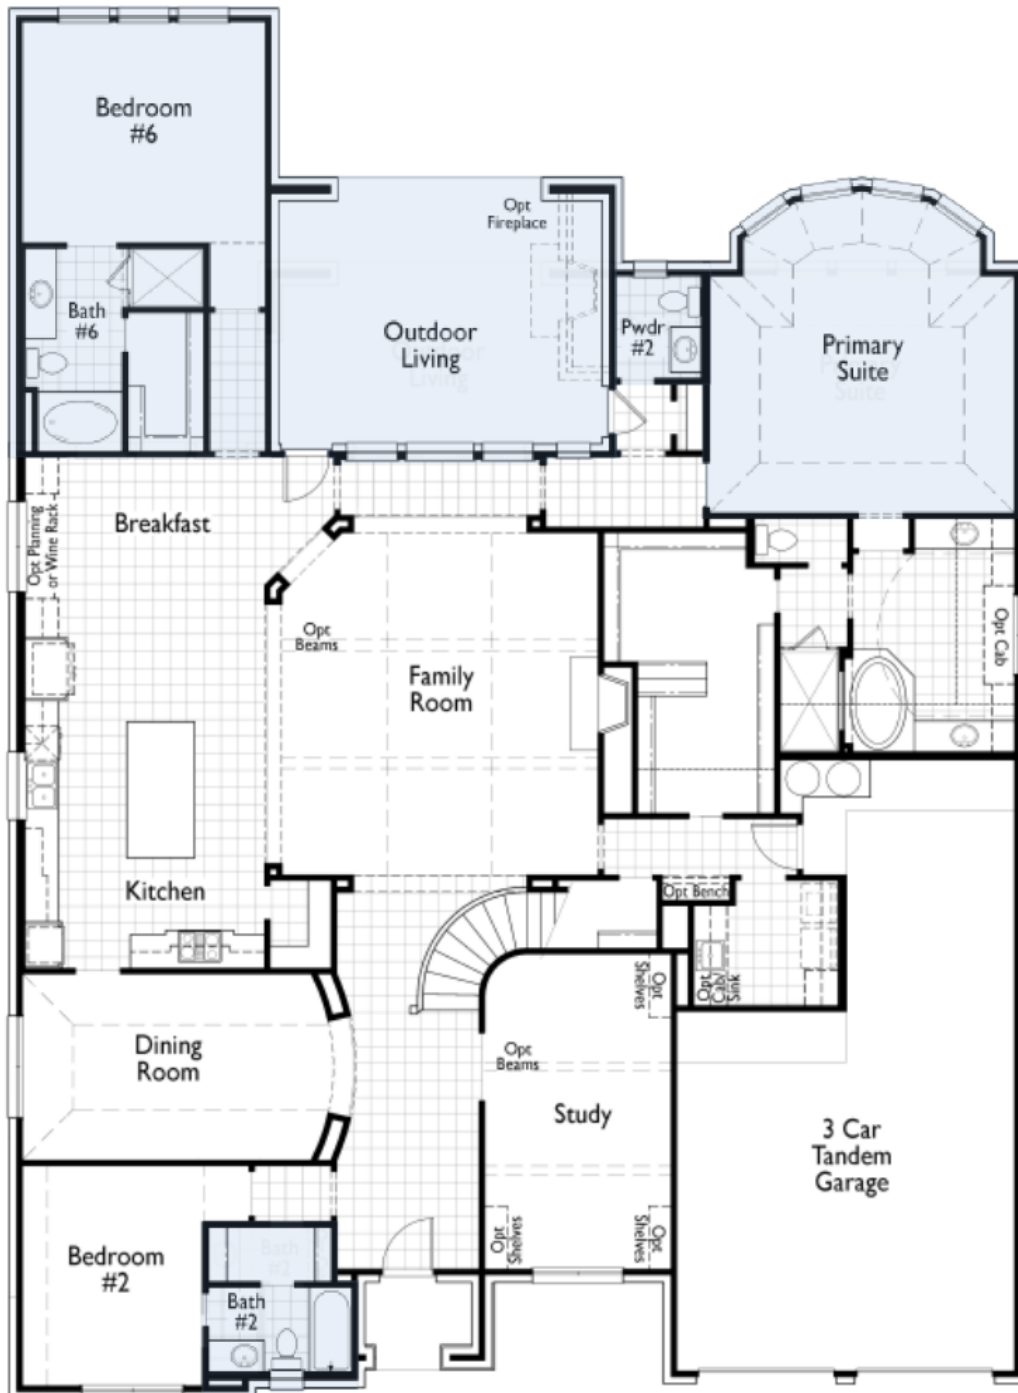 Bedroom
#6
Opt
Fireplace
Bath
#6
Outdoor
Living
Pwdr
#2
Primary
Suite
Breakfast
Opt Planning
or Wine Rack
Opt
Beams
Family
Room
Opt Cab
Kitchen
Opt Bench
Opt
Cab/
Sink
Opt
Shelves
Dining
Room
Opt
Beams
Study
3 Car
Tandem
Garage
Opt
Shelves
Opt
Shelves
Bedroom
#2
Bath
#2
Bath
#2